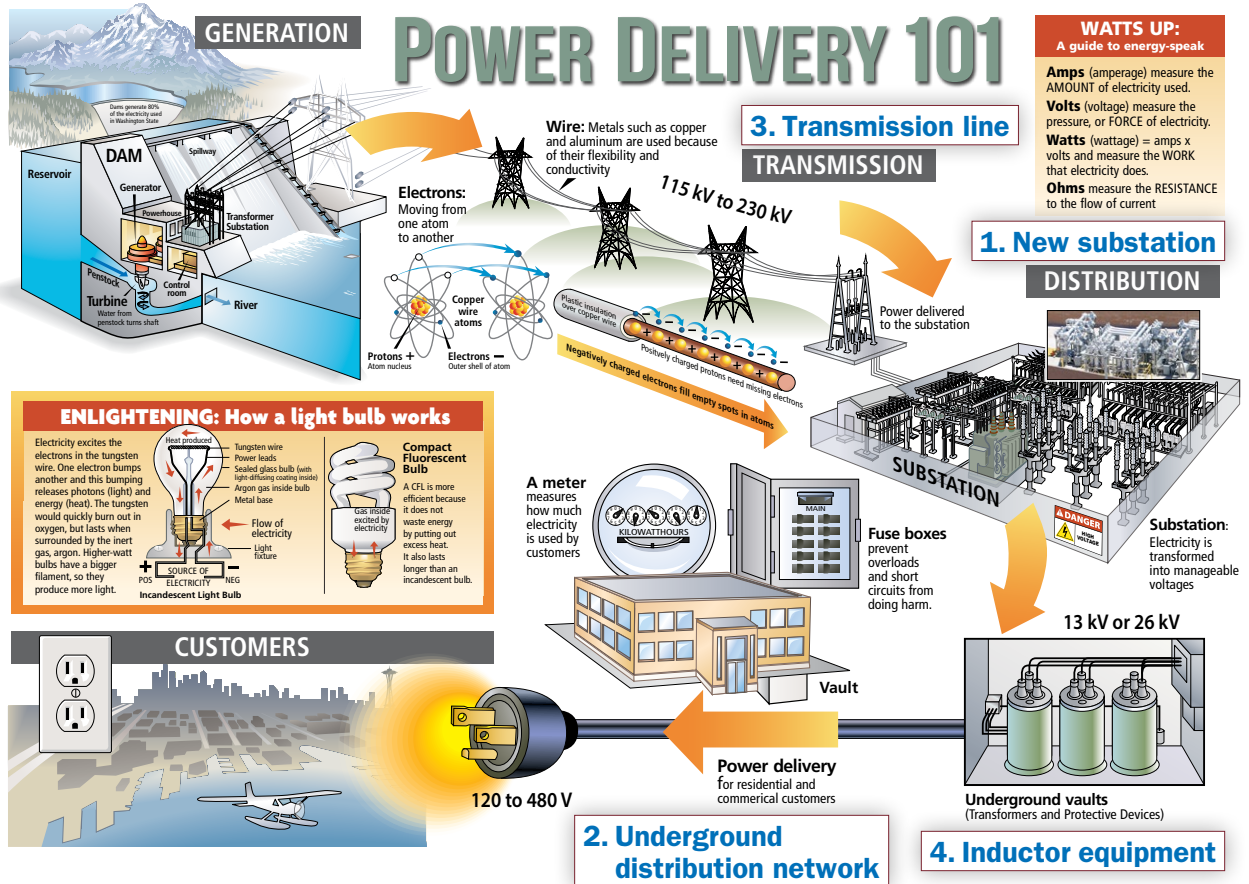 GENERATION
POWER DELIVERY 101
WATTS UP:
A guide to energy-speak
Amps (amperage) measure the
AMOUNT of electricity used.
Volts (voltage) measure the
pressure, or FORCE of electricity.
Watts (wattage) = amps x
volts and measure the WORK
that electricity does.
Ohms measure the RESISTANCE
to the flow of current
Dams generate 80%
of the electricity used
in Washington State
DAM
Spillway
Reservoir
Generator
Powerhouse
Transformer
Substation
Penstock
Control
room
Turbine
Water from
penstock turns shaft
River
Wire: Metals such as copper
and aluminum are used because
of their flexibility and
conductivity
3. Transmission line
TRANSMISSION
115 kV to 230 kV
Electrons:
Moving from
one atom
to another
Copper
wire
atoms
Protons +
Atom nucleus
Electrons –
Outer shell of atom
Plastic insulation
over copper wire
Positvely charged protons need missing electrons
Negatively charged electrons fill empty spots in atoms
Power delivered
to the substation
1. New substation
DISTRIBUTION
SUBSTATION
DANGER
HIGH
VOLTAGE
Substation:
Electricity is
transformed
into manageable
voltages
ENLIGHTENING: How a light bulb works
Electricity excites the
electrons in the tungsten
wire. One electron bumps
another and this bumping
releases photons (light) and
energy (heat). The tungsten
would quickly burn out in
oxygen, but lasts when
surrounded by the inert
gas, argon. Higher-watt
bulbs have a bigger
filament, so they
produce more light.
Heat produced
Tungsten wire
Power leads
Sealed glass bulb (with
light-diffusing coating inside)
Argon gas inside bulb
Metal base
Flow of
electricity
Light
fixture
+
POS
SOURCE OF
ELECTRICITY
–
NEG
Incandescent Light Bulb
Compact
Fluorescent
Bulb
A CFL is more
efficient because
it does not
waste energy
by putting out
excess heat.
It also lasts
longer than an
incandescent bulb.
Gas inside
excited by
electricity
A meter
measures
how much
electricity
is used by
customers
KILOWATTHOURS
MAIN
Fuse boxes
prevent
overloads
and short
circuits from
doing harm.
Vault
13 kV or 26 kV
CUSTOMERS
120 to 480 V
Power delivery
for residential and
commerical customers
Underground vaults
(Transformers and Protective Devices)
2. Underground
distribution network
4. Inductor equipment